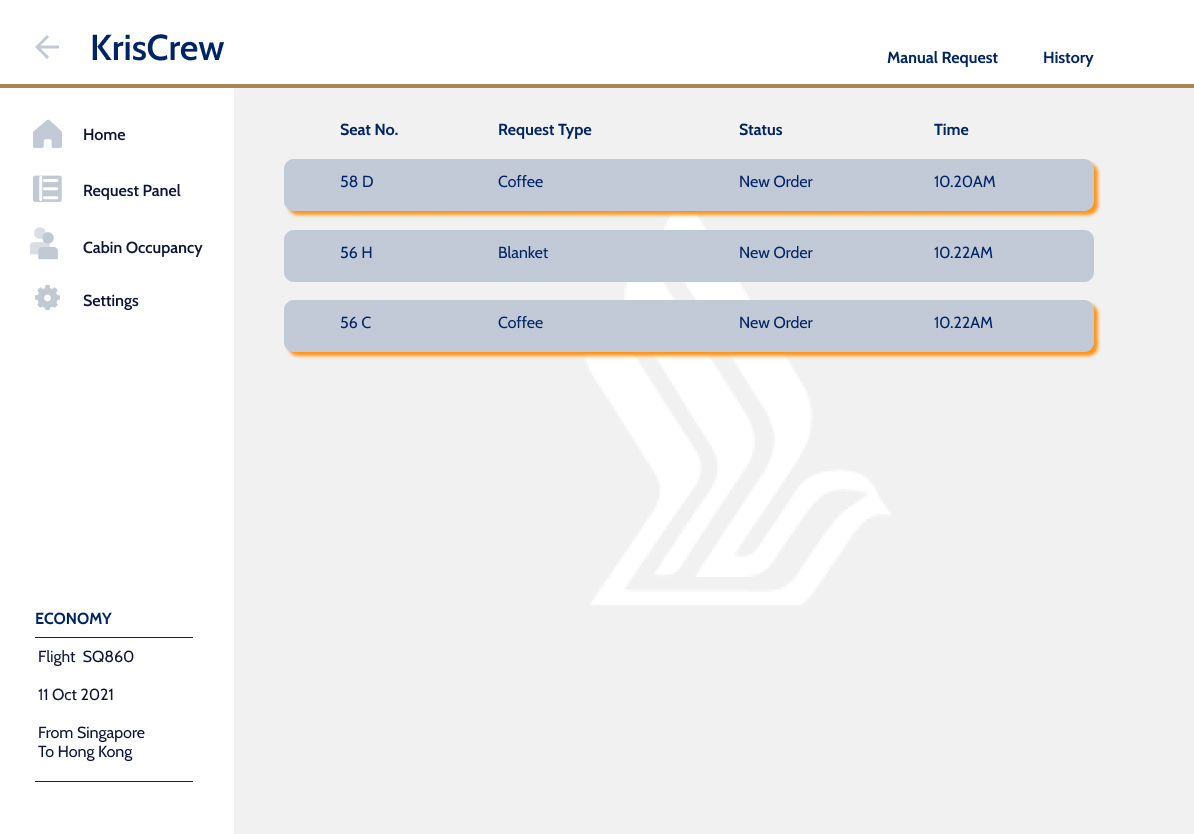 KrisCrew
Manual Request History
Home
Request Panel
Cabin Occupancy
Settings
Seat No. Request Type Status Time
58 D Coffee New Order 10.20AM
56 H Blanket New Order 10.22AM
56 C Coffee New Order 10.22AM
ECONOMY
Flight SQ860
11 Oct 2021
From Singapore
To Hong Kong